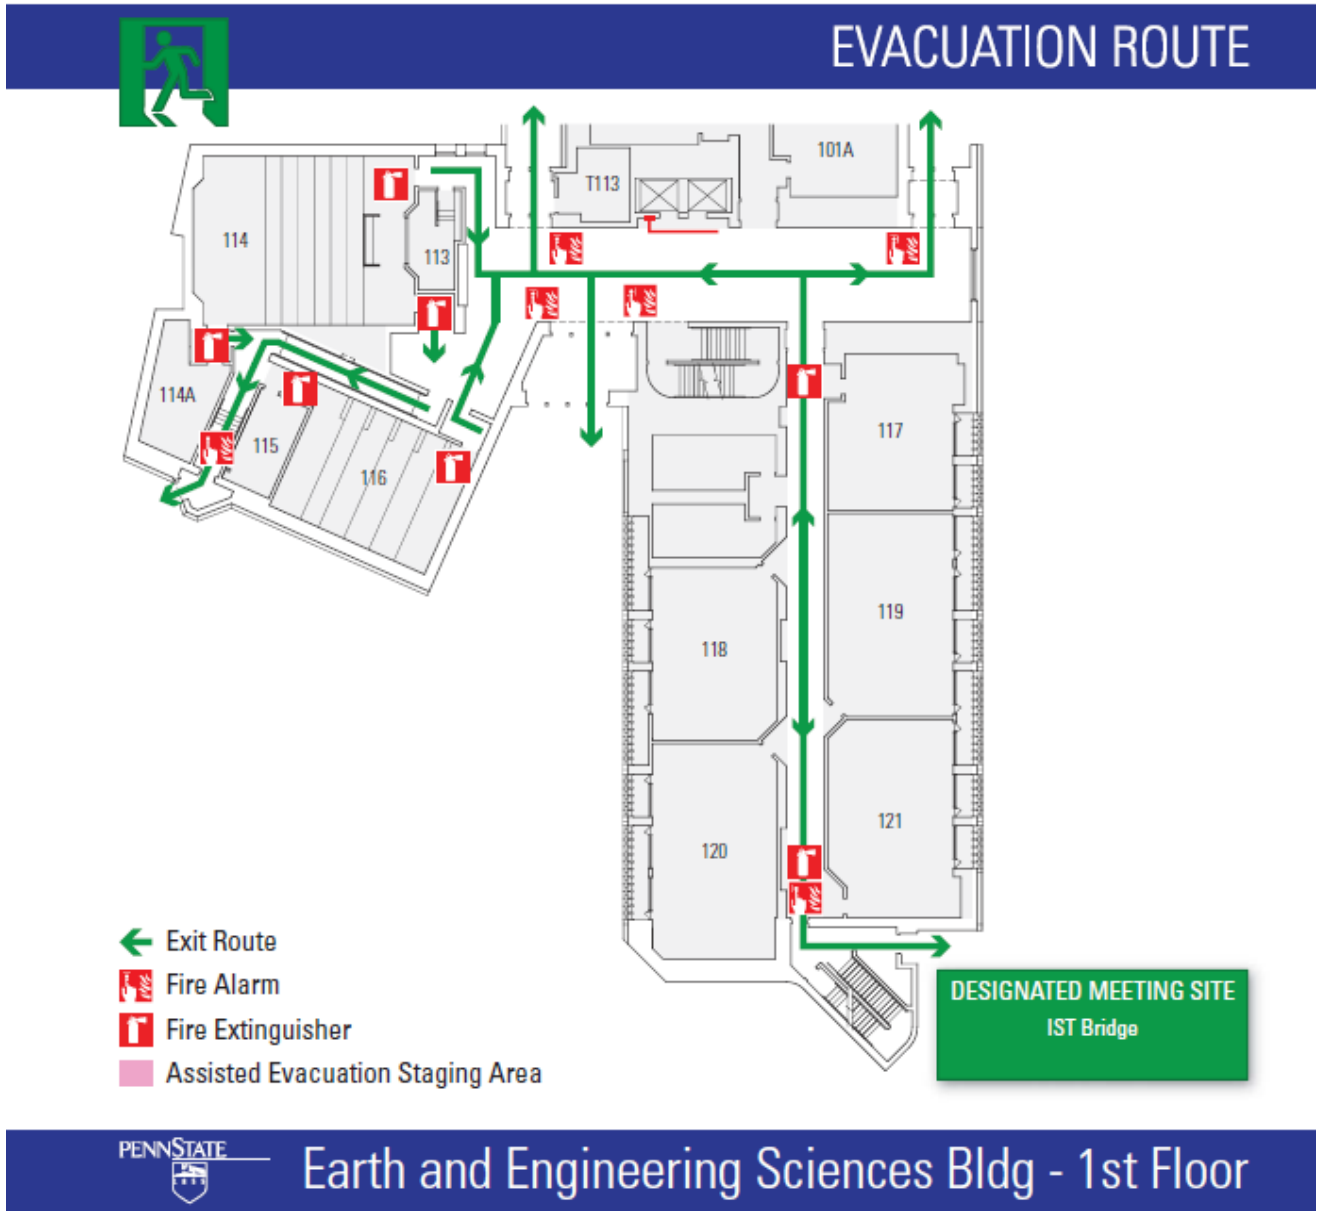 EVACUATION ROUTE
101A
T113
114
113
114A
115
116
117
119
118
121
120
Exit Route
Fire Alarm
Fire Extinguisher
Assisted Evacuation Staging Area
DESIGNATED MEETING SITE
IST Bridge
PENNSTATE
1855
Earth and Engineering Sciences Bldg - 1st Floor